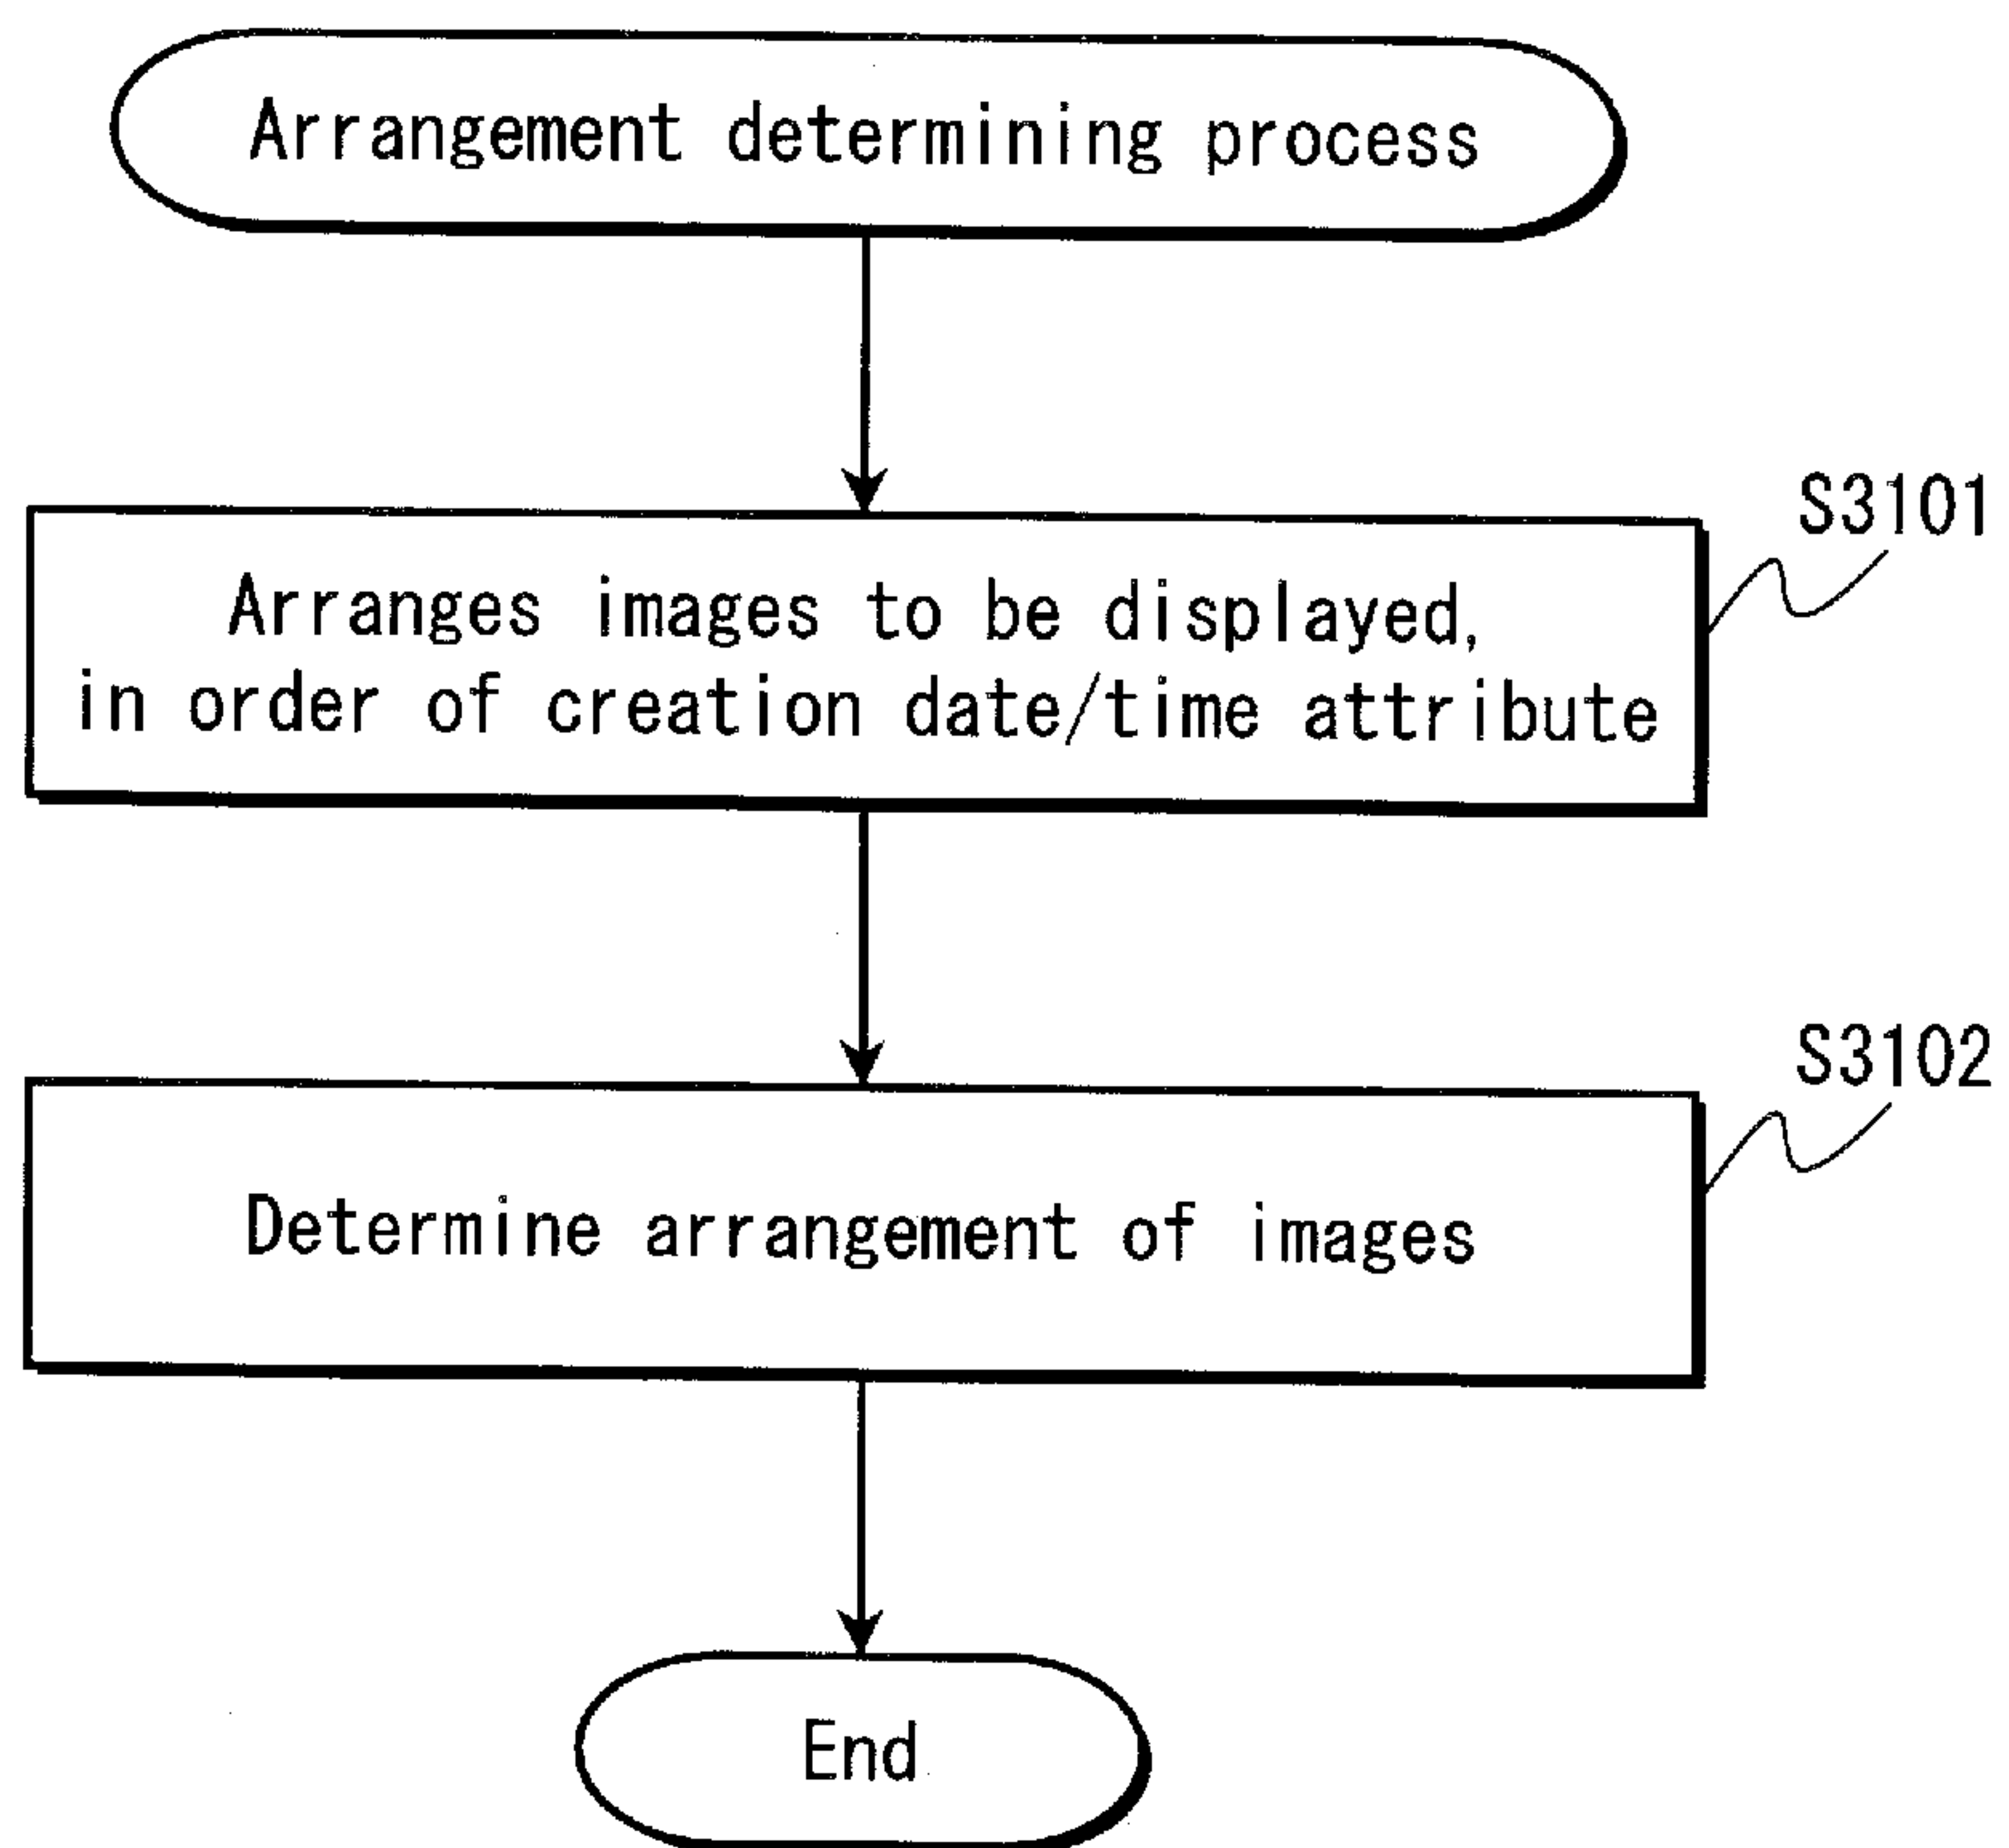 Arrangement determining process
S3101
Arranges images to be displayed,
in order of creation date/time attribute
S3102
Determine arrangement of images
End